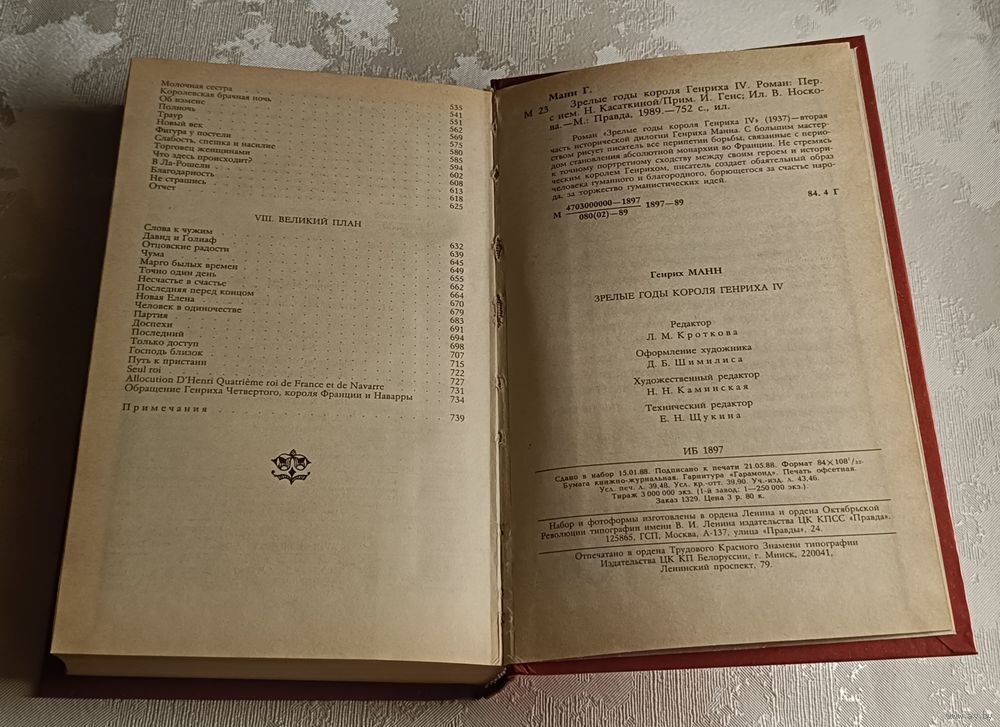 Молочная сестра 535
Королевская брачная ночь 541
Об измене 551
Полночь 562
Траур 569
Новый век 575
Фигура у постели 580
Слабость, спешка и насилие 585
Торговец женщинами 594
Что здесь происходит? 602
В Ла-Рошели 608
Благодарность 613
Не страшись 618
Отчет 625
VIII. ВЕЛИКИЙ ПЛАН
Слова к чужим 632
Давид и Голиаф 639
Отцовские радости 645
Чума 649
Марго былых времен 655
Точно один день 662
Несчастье в счастье 664
Последняя перед концом 670
Новая Елена 679
Человек в одиночестве 683
Партия 691
Доспехи 694
Последний 698
Только доступ 707
Господь близок 715
Путь к пристани 722
Seul roi 727
Allocution D'Henri Quatrième roi de France et de Navarre 731
Обращение Генриха Четвертого, короля Франции и Наварры 734
Примечания 739
Манн Г.
М 23 Зрелые годы короля Генриха IV. Роман: Пер.
с нем. Н. Касаткиной/Прим. И. Генс; Ил. В. Носко-
ва.—М.: Правда, 1989.—752 с., ил.
Роман «Зрелые годы короля Генриха IV» (1937)—вторая
часть исторической дилогии Генриха Манна. С большим мастер-
ством рисует писатель все перипетии борьбы, связанные с перио-
дом становления абсолютной монархии во Франции. Не стремясь
к точному портретному сходству между своим героем и истори-
ческим королем Генрихом, писатель создает обаятельный образ
человека гуманного и благородного, борющегося за счастье наро-
да, за торжество гуманистических идей.
М 4703000000—1897 / 080(02)—89 1897—89 84. 4 Г
Генрих МАНН
ЗРЕЛЫЕ ГОДЫ КОРОЛЯ ГЕНРИХА IV
Редактор
Л. М. Кроткова
Оформление художника
Д. Б. Шимилиса
Художественный редактор
Н. Н. Каминская
Технический редактор
Е. Н. Щукина
ИБ 1897
Сдано в набор 15.01.88. Подписано к печати 21.05.88. Формат 84×108¹/₃₂.
Бумага книжно-журнальная. Гарнитура «Гарамонд». Печать офсетная.
Усл. печ. л. 39,48. Усл. кр.-отт. 39,90. Уч.-изд. л. 43,46.
Тираж 3 000 000 экз. (1-й завод: 1—250 000 экз.).
Заказ 1329. Цена 3 р. 80 к.
Набор и фотоформы изготовлены в ордена Ленина и ордена Октябрьской
Революции типографии имени В. И. Ленина издательства ЦК КПСС «Правда».
125865, ГСП, Москва, А-137, улица «Правды», 24.
Отпечатано в ордена Трудового Красного Знамени типографии
Издательства ЦК КП Белоруссии, г. Минск, 220041,
Ленинский проспект, 79.